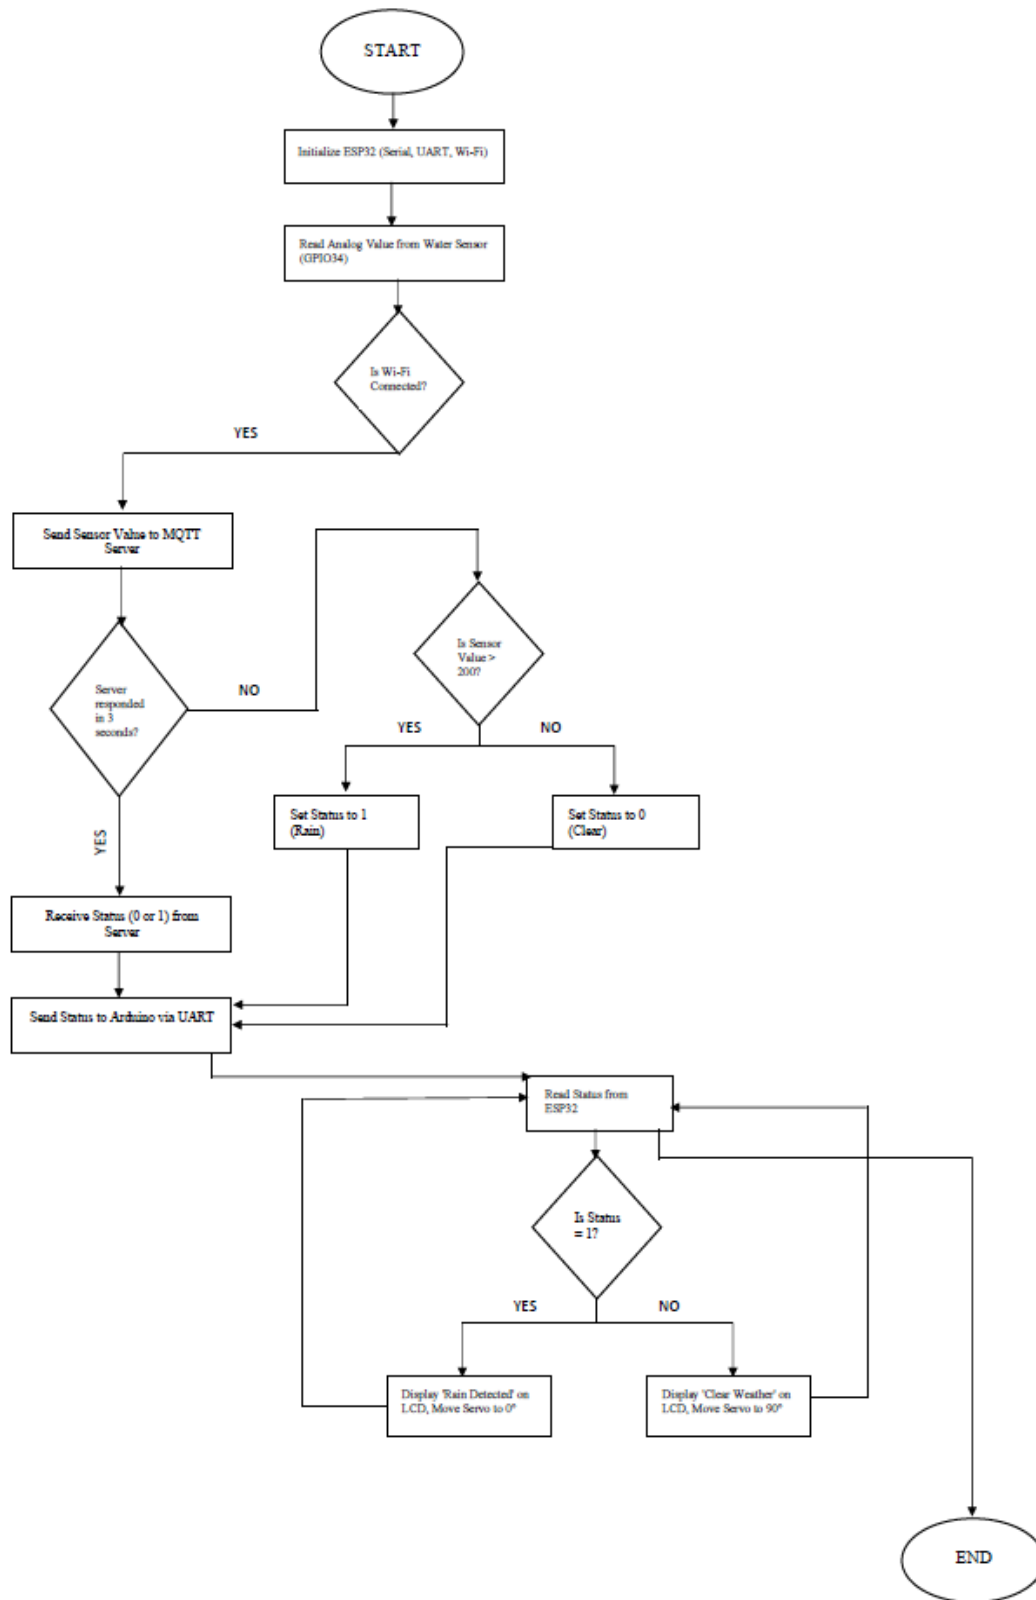 START
Initialize ESP32 (Serial, UART, Wi-Fi)
Read Analog Value from Water Sensor
(GPIO34)
Is Wi-Fi
Connected?
YES
Send Sensor Value to MQTT
Server
Server
responded
in 3
seconds?
NO
Is Sensor
Value >
200?
YES
NO
Set Status to 1
(Rain)
Set Status to 0
(Clear)
YES
Receive Status (0 or 1) from
Server
Send Status to Arduino via UART
Read Status from
ESP32
Is Status
= 1?
YES
NO
Display 'Rain Detected' on
LCD, Move Servo to 0°
Display 'Clear Weather' on
LCD, Move Servo to 90°
END